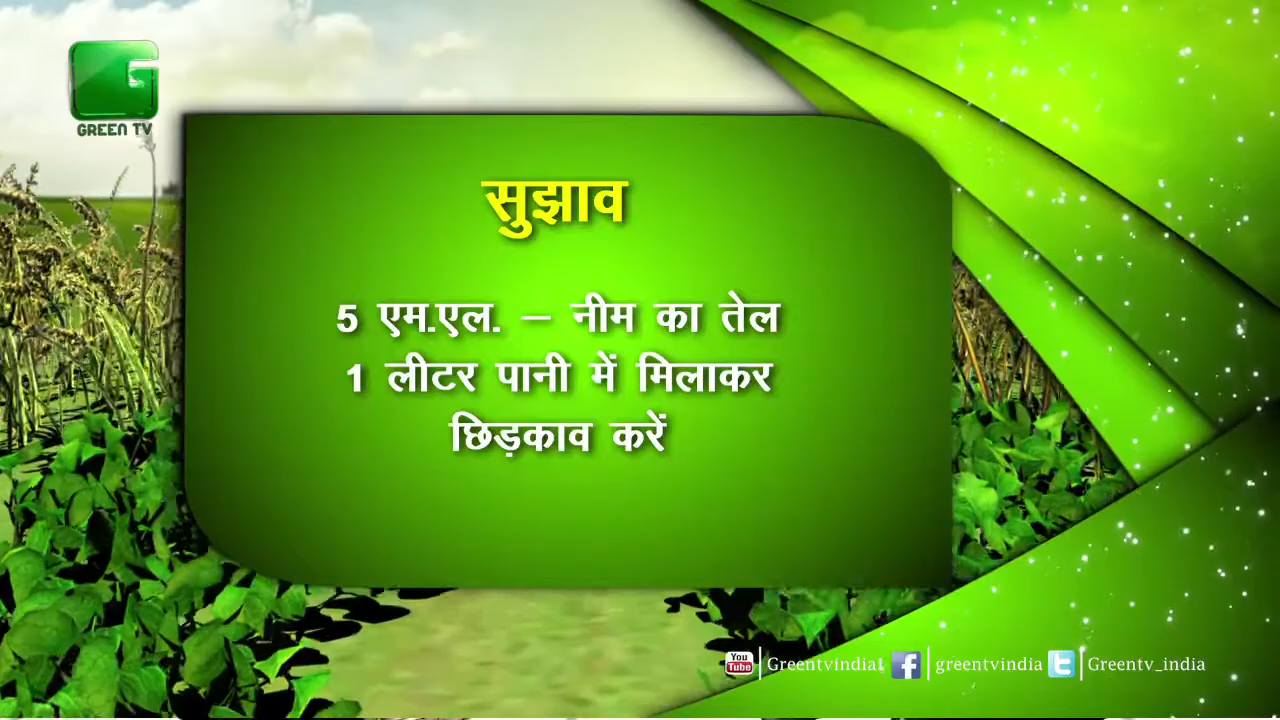 GREEN TV
सुझाव
5 एम.एल. – नीम का तेल
1 लीटर पानी में मिलाकर
छिड़काव करें
You Tube Greentvindia1 f greentvindia t Greentv_india